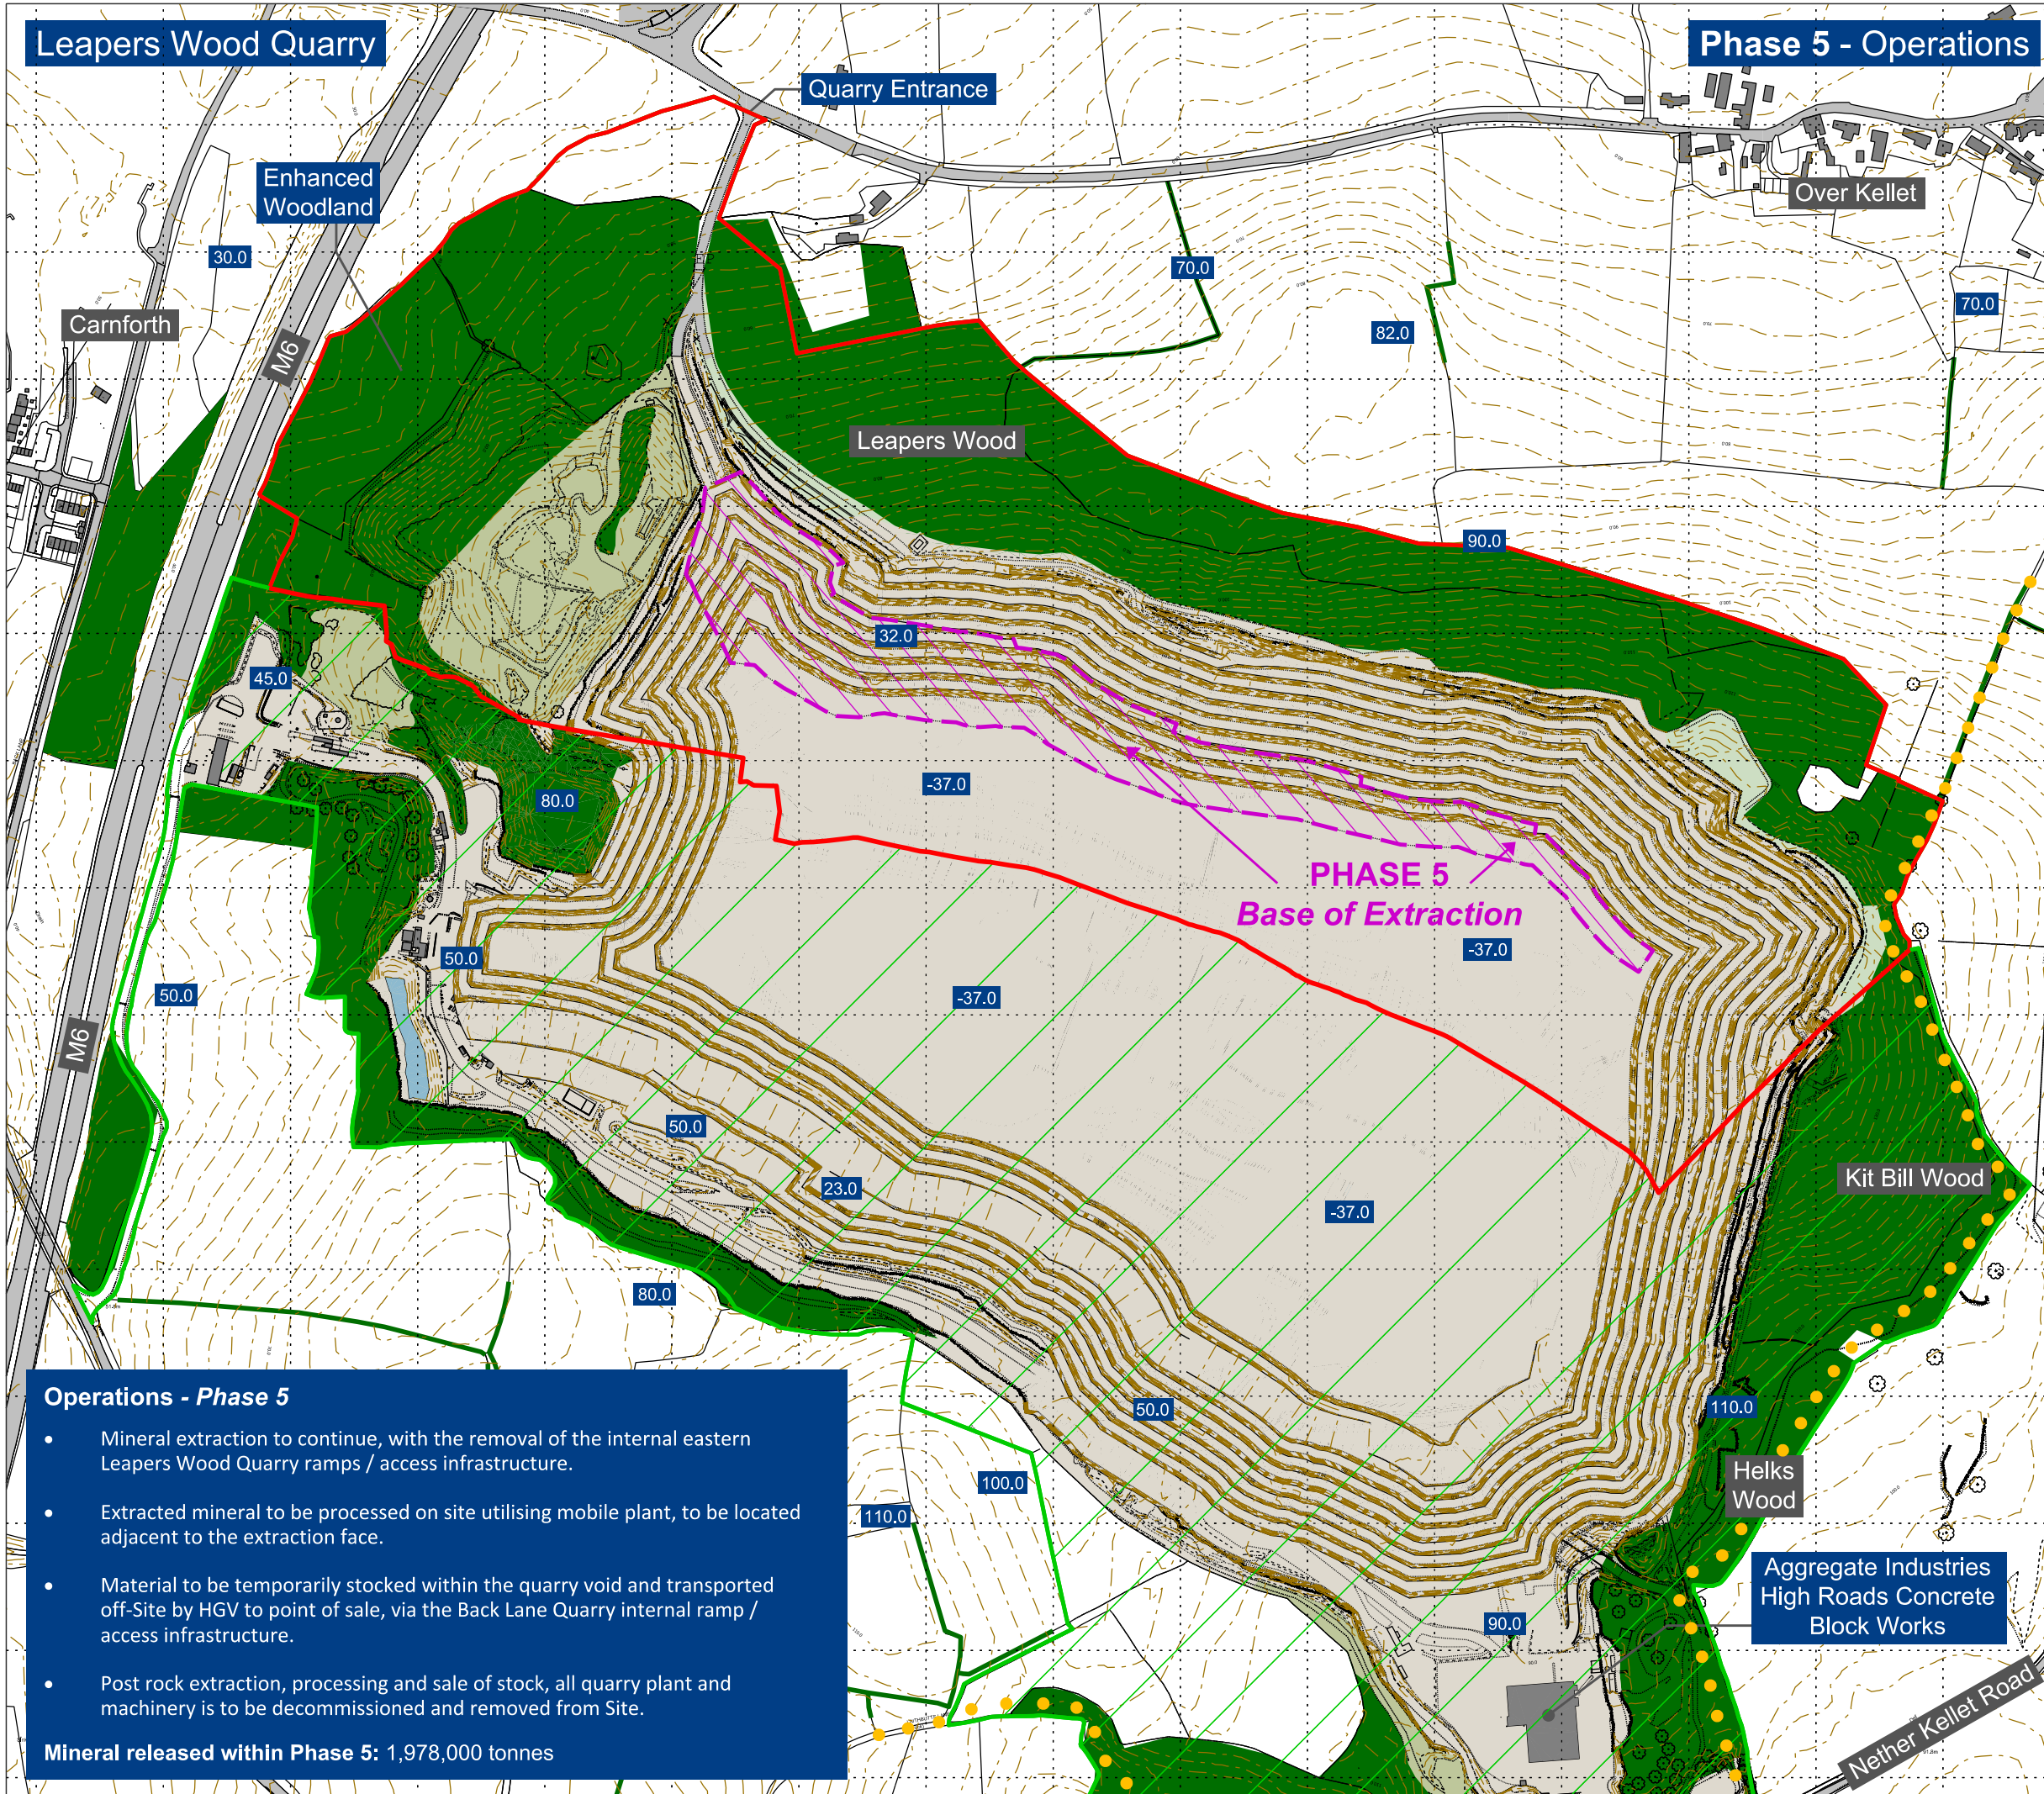 Leapers Wood Quarry
Phase 5 - Operations
Quarry Entrance
Enhanced
Woodland
Over Kellet
30.0
70.0
70.0
Carnforth
82.0
M6
Leapers Wood
90.0
32.0
45.0
-37.0
80.0
PHASE 5
Base of Extraction
-37.0
50.0
50.0
-37.0
M6
50.0
Kit Bill Wood
23.0
-37.0
80.0
50.0
110.0
Helks
Wood
100.0
110.0
Aggregate Industries
High Roads Concrete
Block Works
90.0
Nether Kellet Road
Operations - Phase 5
• Mineral extraction to continue, with the removal of the internal eastern
Leapers Wood Quarry ramps / access infrastructure.
• Extracted mineral to be processed on site utilising mobile plant, to be located
adjacent to the extraction face.
• Material to be temporarily stocked within the quarry void and transported
off-Site by HGV to point of sale, via the Back Lane Quarry internal ramp /
access infrastructure.
• Post rock extraction, processing and sale of stock, all quarry plant and
machinery is to be decommissioned and removed from Site.
Mineral released within Phase 5: 1,978,000 tonnes